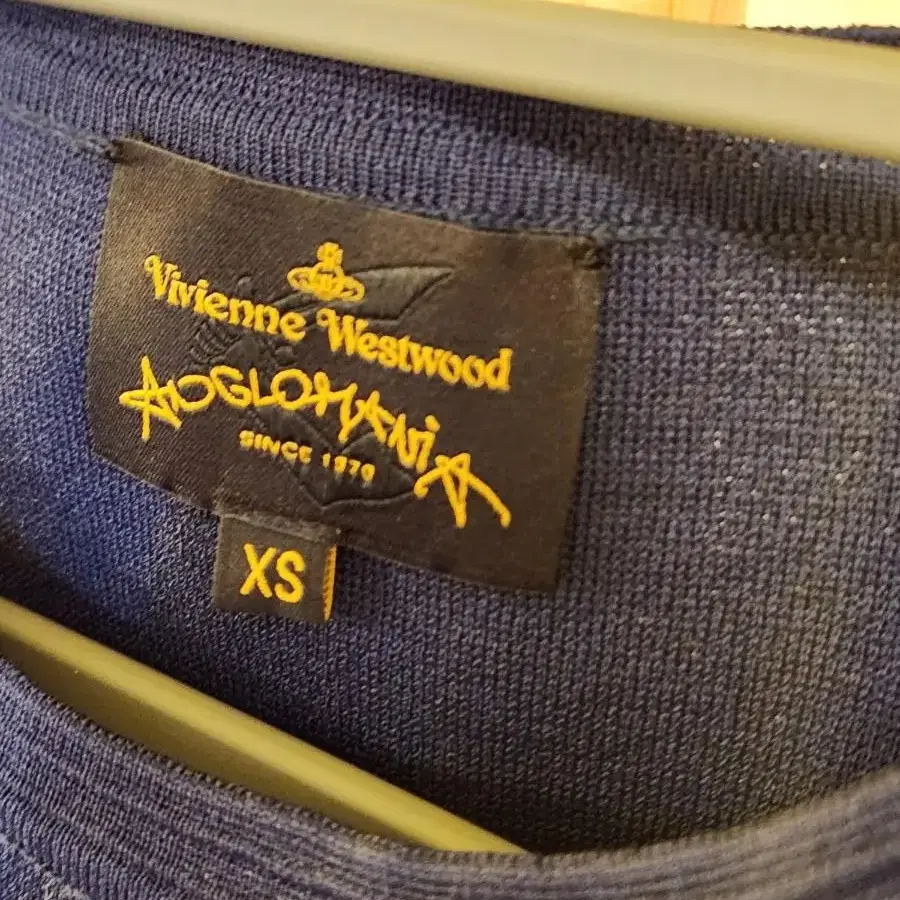 Vivienne Westwood
ANGLOMANIA
SINCE 1970
XS